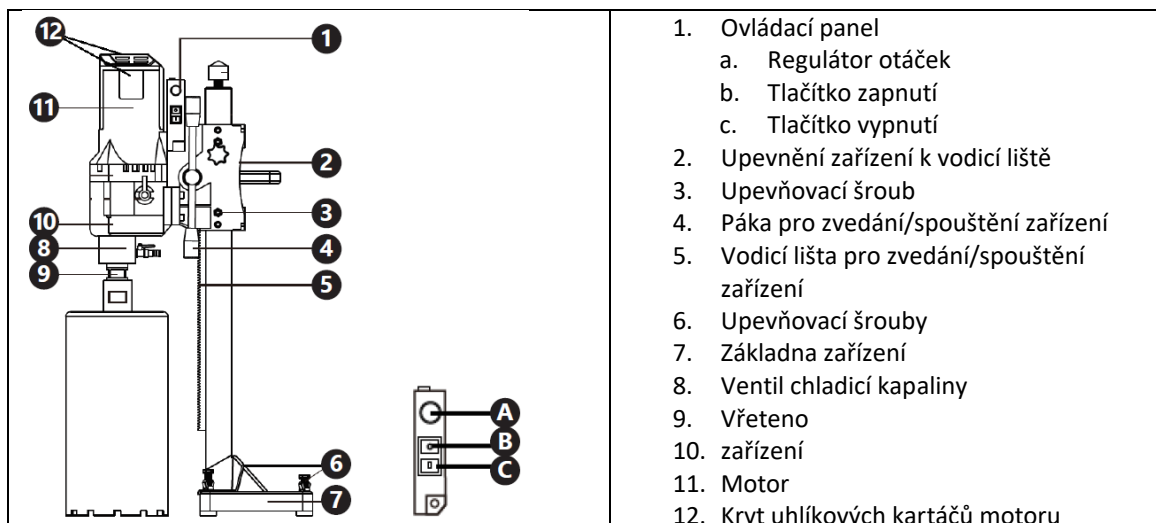 12
1
11
2
10
3
8
4
9
5
A
B
6
C
7
1. Ovládací panel
a. Regulátor otáček
b. Tlačítko zapnutí
c. Tlačítko vypnutí
2. Upevnění zařízení k vodicí liště
3. Upevňovací šroub
4. Páka pro zvedání/spouštění zařízení
5. Vodicí lišta pro zvedání/spouštění
zařízení
6. Upevňovací šrouby
7. Základna zařízení
8. Ventil chladicí kapaliny
9. Vřeteno
10. zařízení
11. Motor
12. Kryt uhlíkových kartáčů motoru